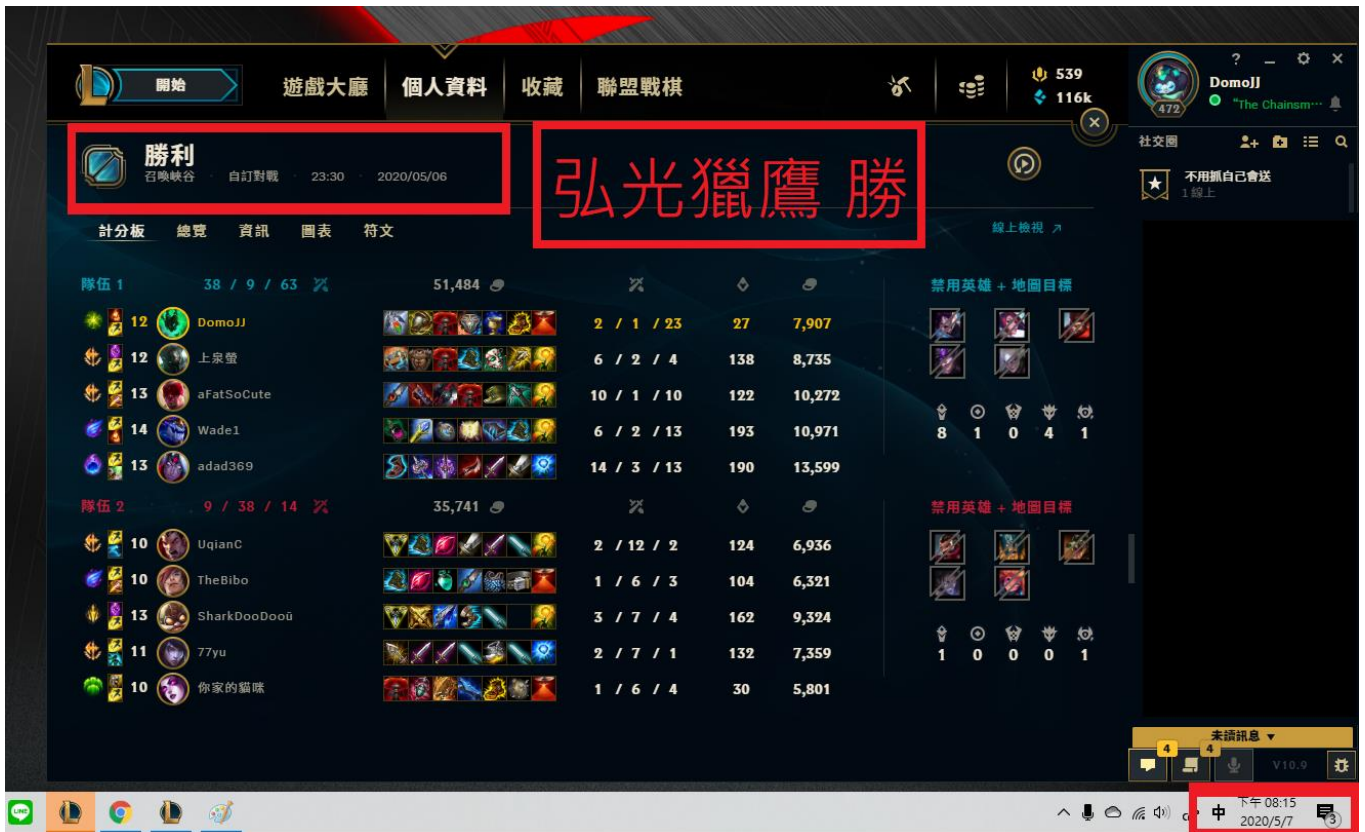 開始 遊戲大廳 個人資料 收藏 聯盟戰棋 539
116k
472 DomoJJ
"The Chainsm...
勝利
召喚峽谷 自訂對戰 23:30 2020/05/06
弘光獵鷹 勝
社交圈
不用抓自己會送
1 線上
計分板 總覽 資訊 圖表 符文 線上檢視
隊伍 1 38 / 9 / 63 51,484 禁用英雄 + 地圖目標
12 DomoJJ 2 / 1 / 23 27 7,907
12 上泉螢 6 / 2 / 4 138 8,735
13 aFatSoCute 10 / 1 / 10 122 10,272
14 Wade1 6 / 2 / 13 193 10,971
8 1 0 4 1
13 adad369 14 / 3 / 13 190 13,599
隊伍 2 9 / 38 / 14 35,741 禁用英雄 + 地圖目標
10 UqianC 2 / 12 / 2 124 6,936
10 TheBibo 1 / 6 / 3 104 6,321
13 SharkDooDooü 3 / 7 / 4 162 9,324
11 77yu 2 / 7 / 1 132 7,359
1 0 0 0 1
10 你家的貓咪 1 / 6 / 4 30 5,801
未讀訊息
4 4 V10.9
LINE
中 下午 08:15
2020/5/7 3